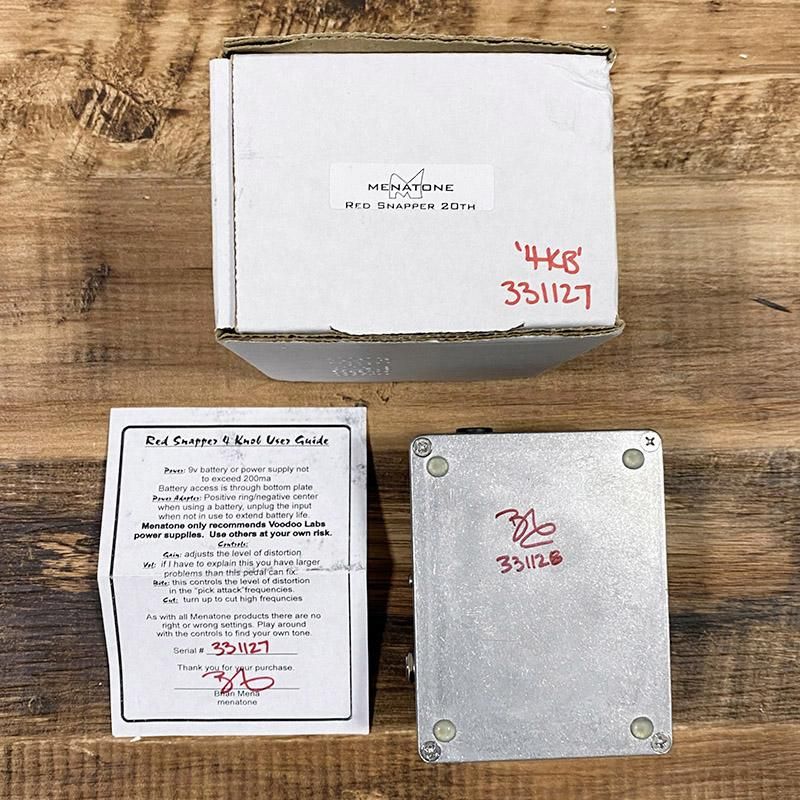 MENATONE
RED SNAPPER 20TH
'4KB'
331127
Red Snapper 4 Knob User Guide
Power: 9v battery or power supply not
to exceed 200ma
Battery access is through bottom plate
Power Adapter: Positive ring/negative center
when using a battery, unplug the input
when not in use to extend battery life.
Menatone only recommends Voodoo Labs
power supplies. Use others at your own risk.
Controls:
Gain: adjusts the level of distortion
Vol: if I have to explain this you have larger
problems than this pedal can fix.
Bite: this controls the level of distortion
in the "pick attack"frequencies.
Cut: turn up to cut high frequncies
As with all Menatone products there are no
right or wrong settings. Play around
with the controls to find your own tone.
Serial # 331127
Thank you for your purchase.
Brian Mena
menatone
331128